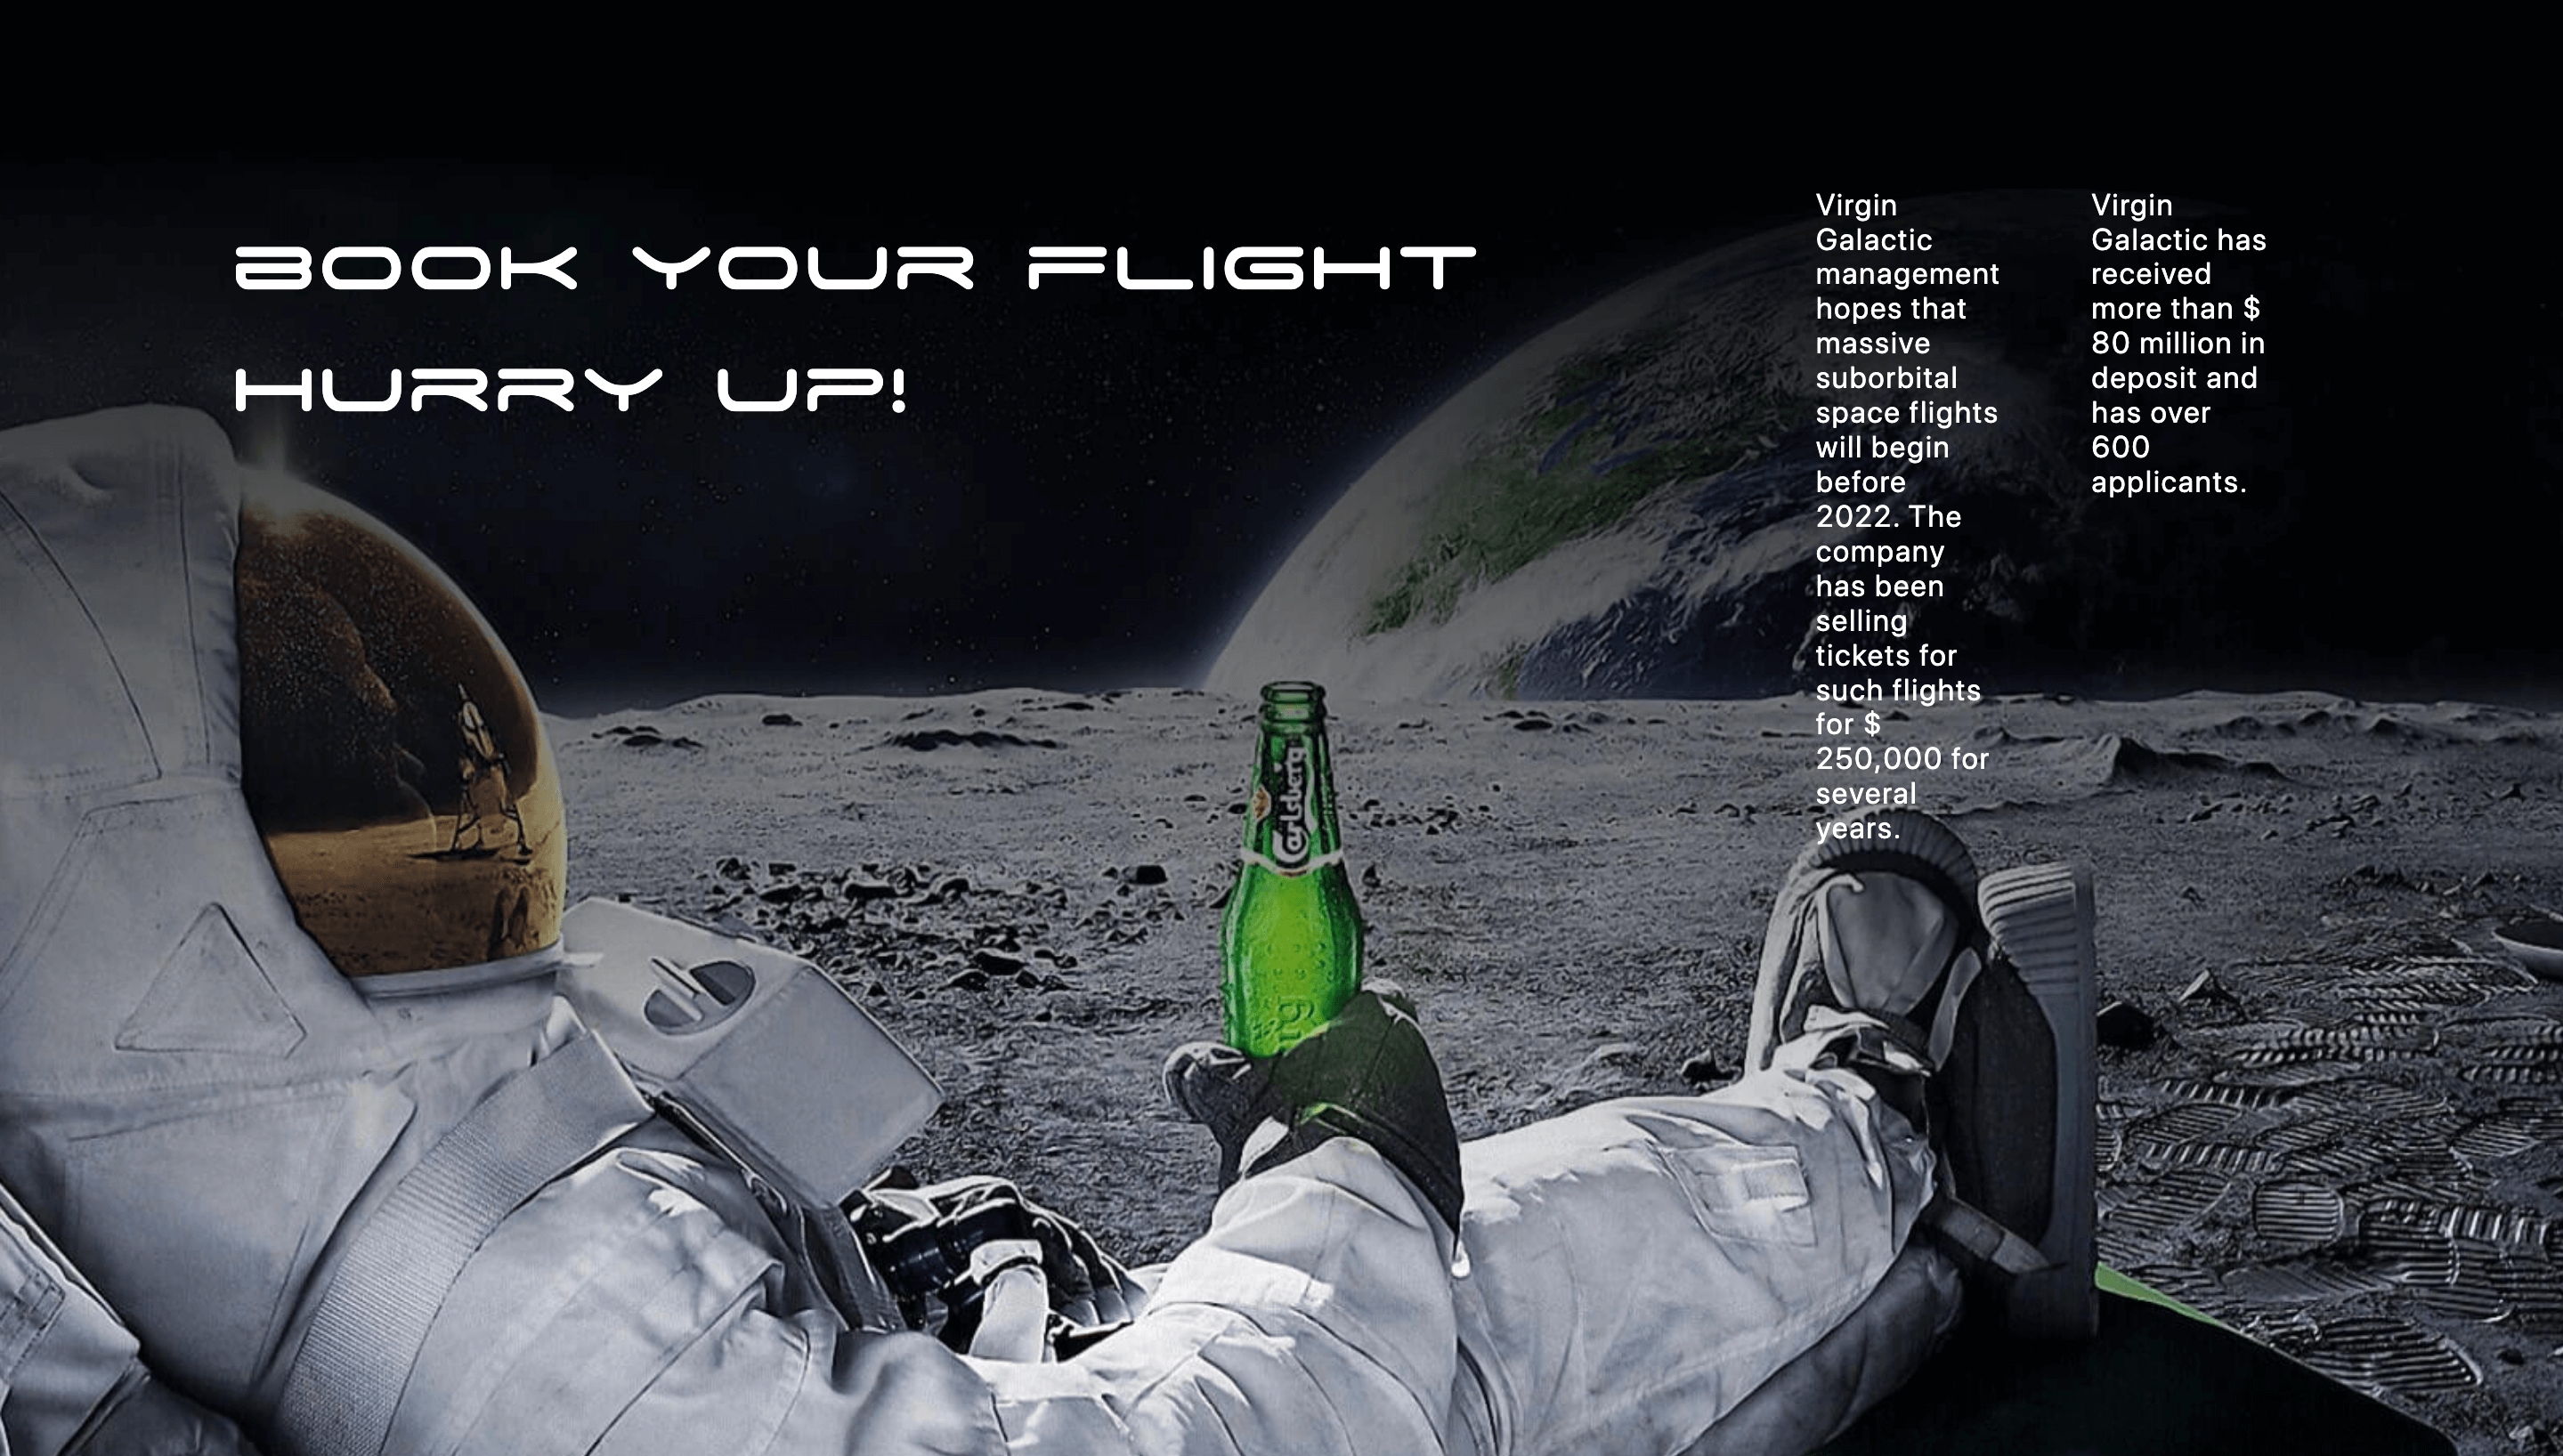 BOOK YOUR FLIGHT
HURRY UP!
Virgin
Galactic
management
hopes that
massive
suborbital
space flights
will begin
before
2022. The
company
has been
selling
tickets for
such flights
for $
250,000 for
several
years.
Virgin
Galactic has
received
more than $
80 million in
deposit and
has over
600
applicants.
Carlsberg